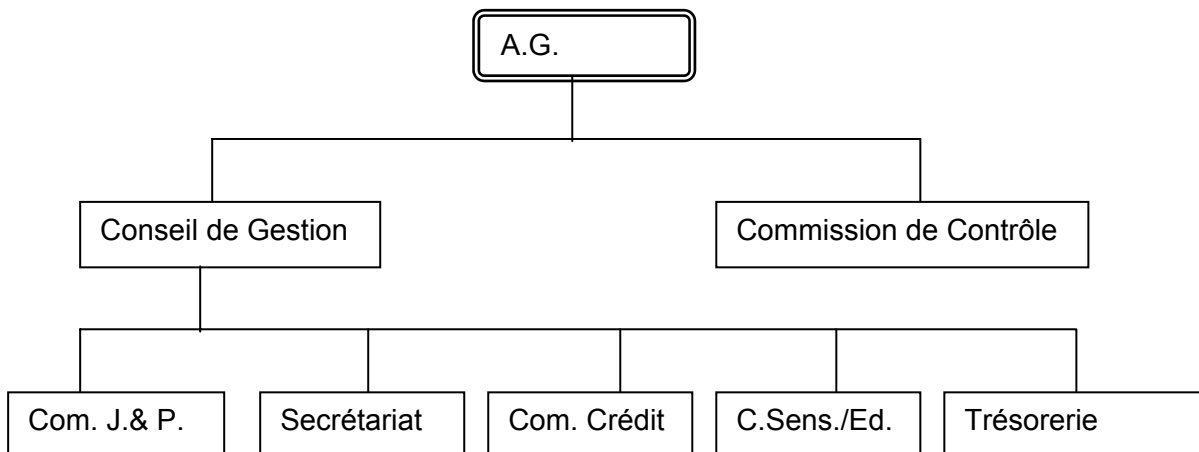 A.G.
Conseil de Gestion
Commission de Contrôle
Com. J.& P.
Secrétariat
Com. Crédit
C.Sens./Ed.
Trésorerie